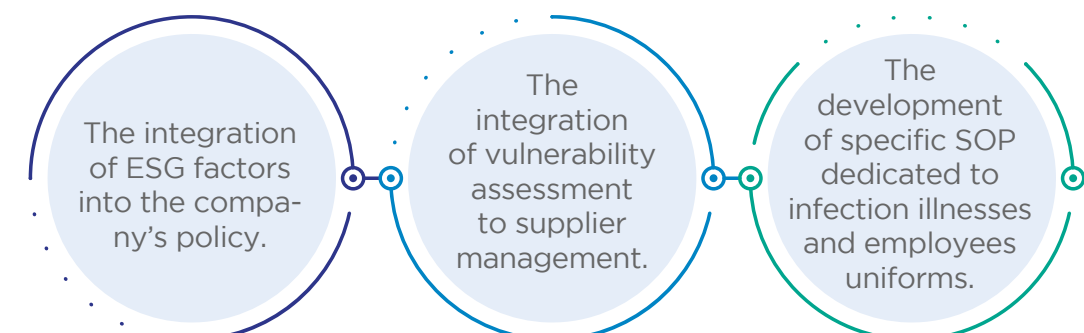 The integration
of ESG factors
into the compa-
ny's policy.
The
integration
of vulnerability
assessment
to supplier
management.
The
development
of specific SOP
dedicated to
infection illnesses
and employees
uniforms.